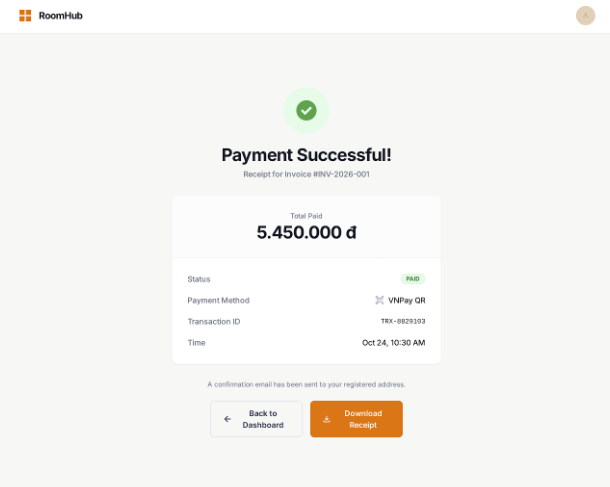 RoomHub
A
Payment Successful!
Receipt for Invoice #INV-2026-001
Total Paid
5.450.000 đ
Status PAID
Payment Method VNPay QR
Transaction ID TRX-8829103
Time Oct 24, 10:30 AM
A confirmation email has been sent to your registered address.
Back to
Dashboard
Download
Receipt